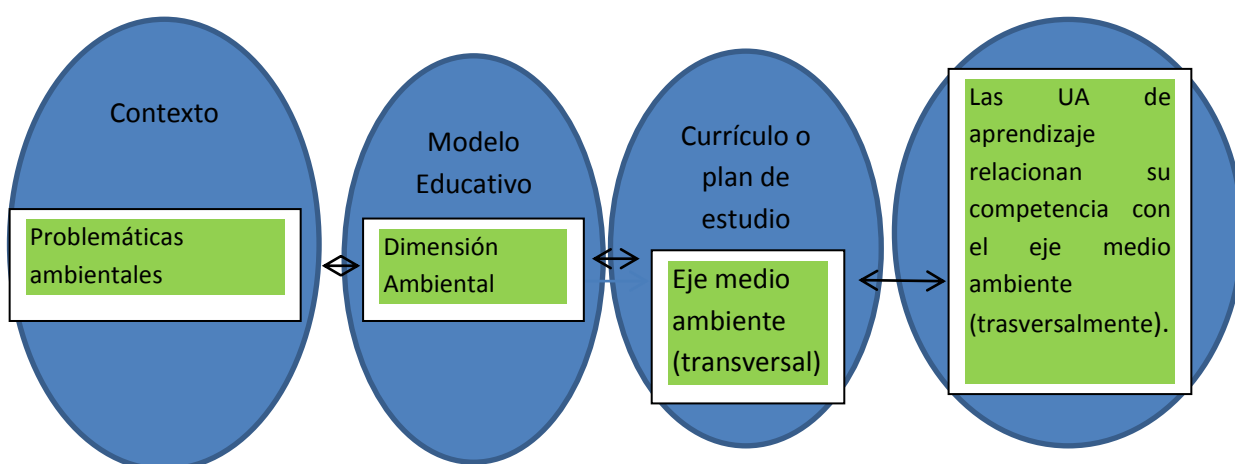 Contexto
Problemáticas
ambientales
Modelo
Educativo
Dimensión
Ambiental
Currículo o
plan de
estudio
Eje medio
ambiente
(transversal)
Las UA de
aprendizaje
relacionan su
competencia con
el eje medio
ambiente
(trasversalmente).